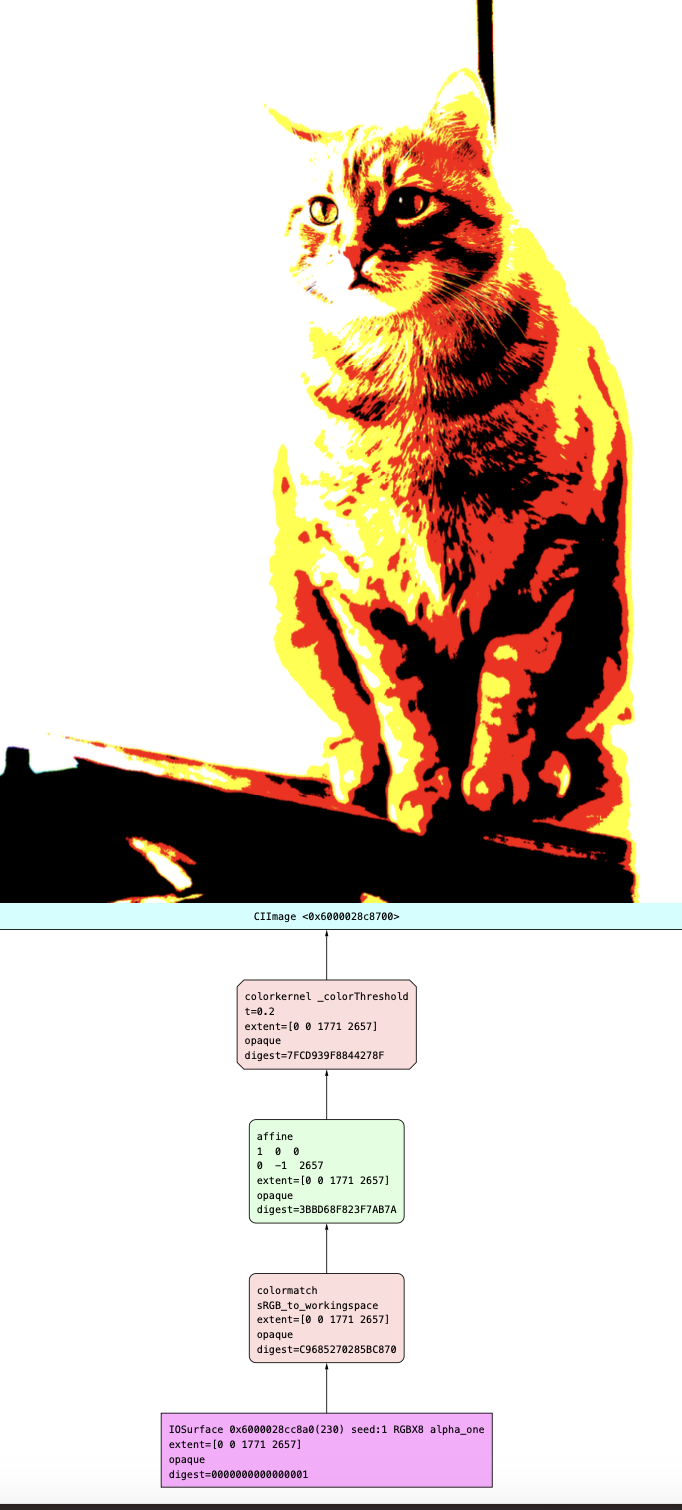 CIImage <0x6000028c8700>
colorkernel _colorThreshold
t=0.2
extent=[0 0 1771 2657]
opaque
digest=7FCD939F8844278F
affine
1 0 0
0 -1 2657
extent=[0 0 1771 2657]
opaque
digest=3BBD68F823F7AB7A
colormatch
sRGB_to_workingspace
extent=[0 0 1771 2657]
opaque
digest=C9685270285BC870
IOSurface 0x6000028cc8a0(230) seed:1 RGBX8 alpha_one
extent=[0 0 1771 2657]
opaque
digest=0000000000000001